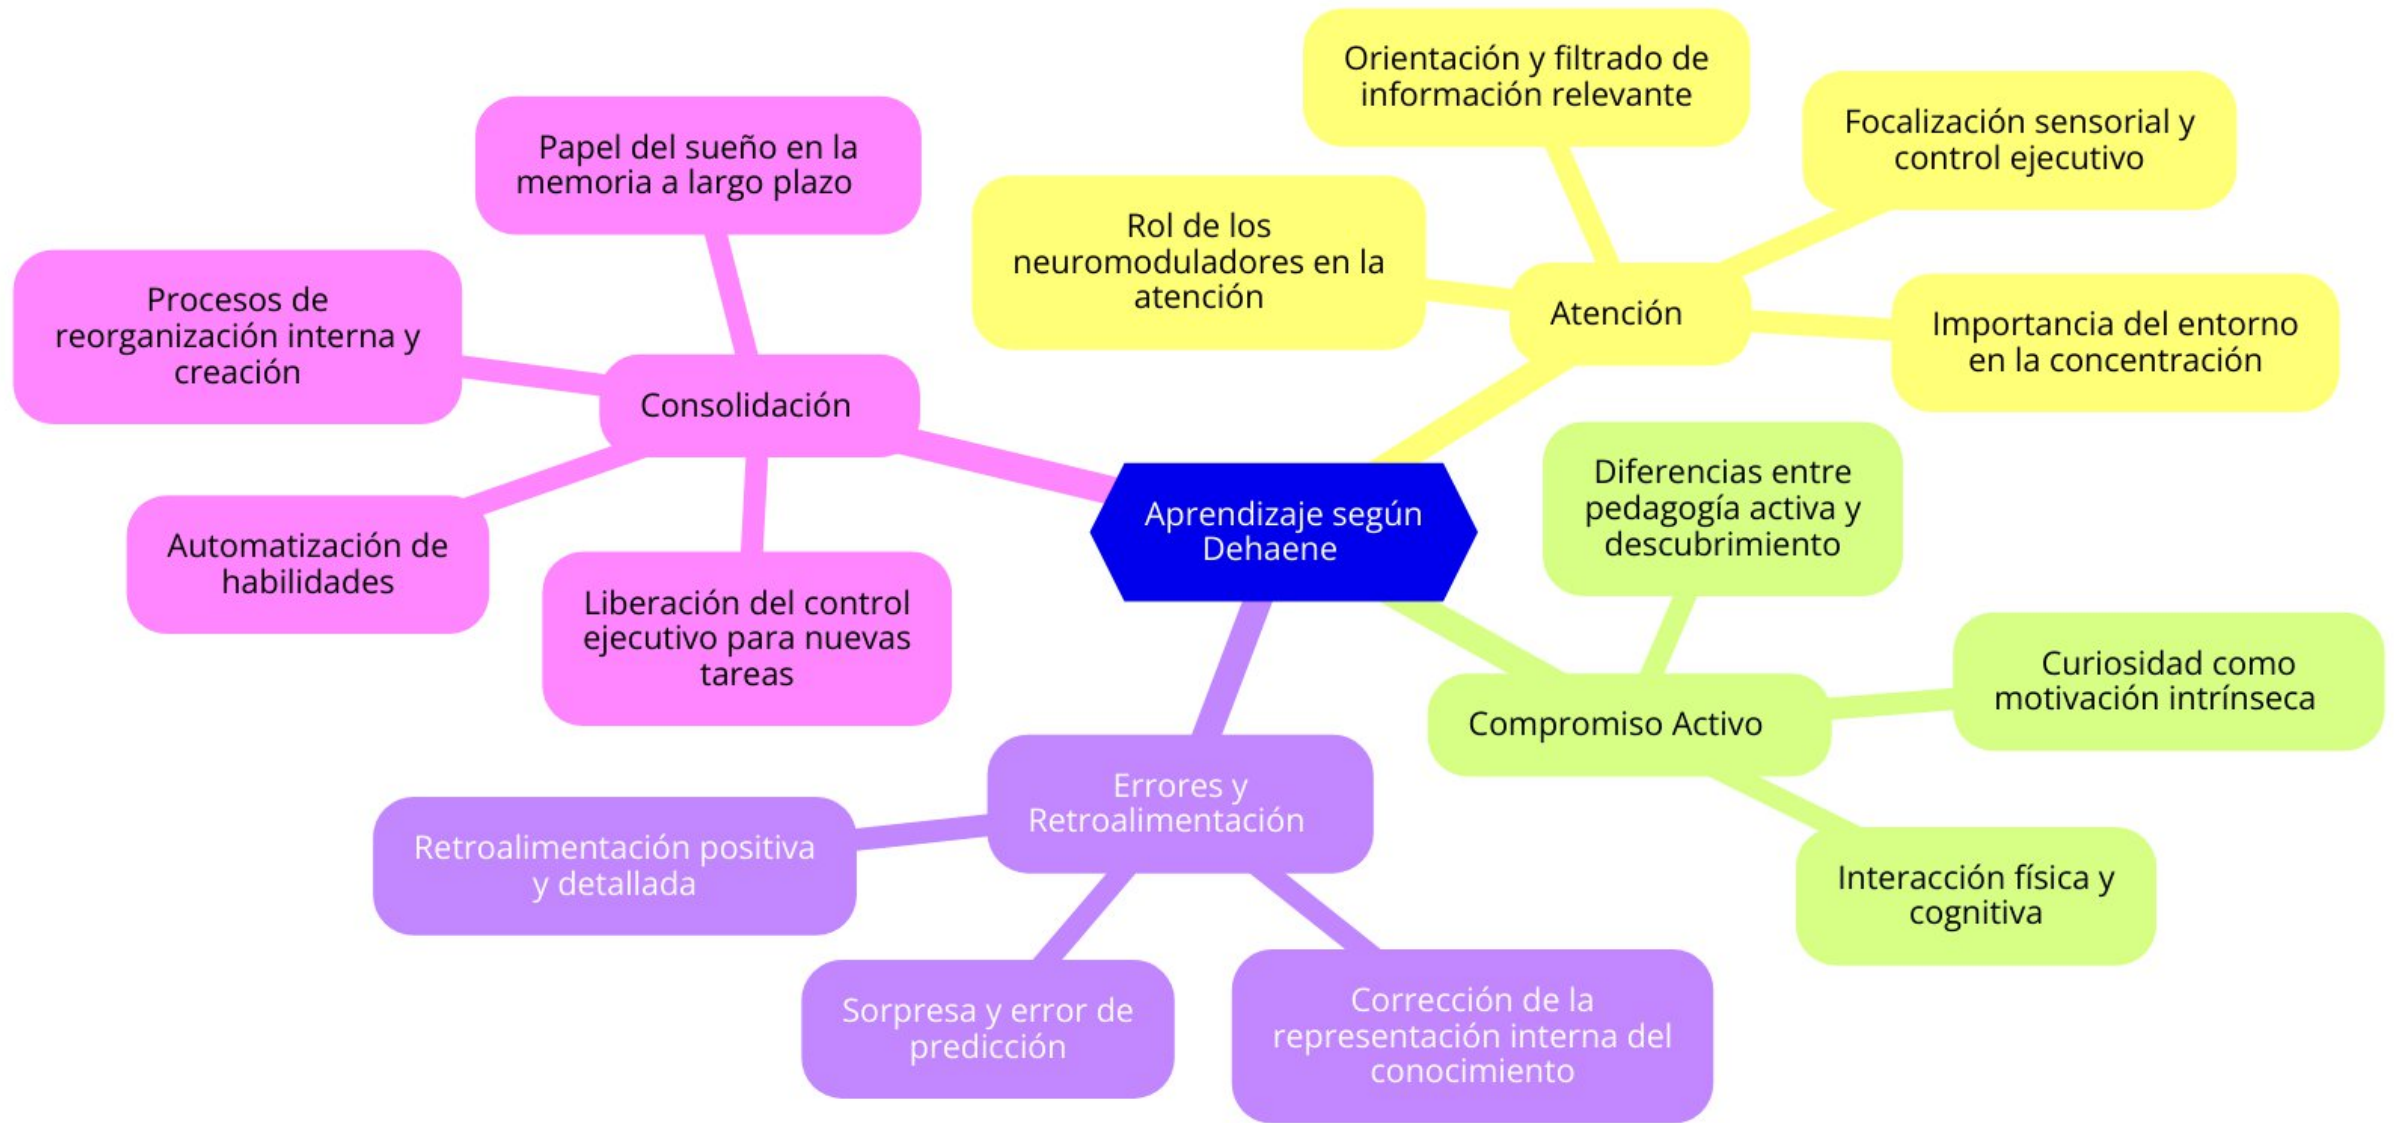 Aprendizaje según
Dehaene
Atención
Orientación y filtrado de
información relevante
Focalización sensorial y
control ejecutivo
Rol de los
neuromoduladores en la
atención
Importancia del entorno
en la concentración
Compromiso Activo
Diferencias entre
pedagogía activa y
descubrimiento
Curiosidad como
motivación intrínseca
Interacción física y
cognitiva
Errores y
Retroalimentación
Retroalimentación positiva
y detallada
Sorpresa y error de
predicción
Corrección de la
representación interna del
conocimiento
Consolidación
Papel del sueño en la
memoria a largo plazo
Procesos de
reorganización interna y
creación
Automatización de
habilidades
Liberación del control
ejecutivo para nuevas
tareas